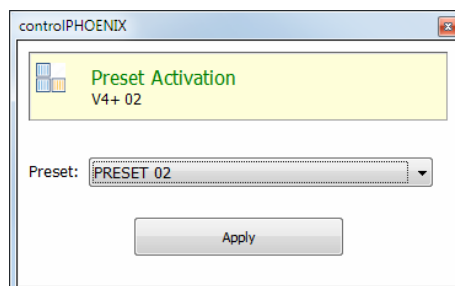 controlPHOENIX
Preset Activation
V4+ 02
Preset: PRESET 02
Apply